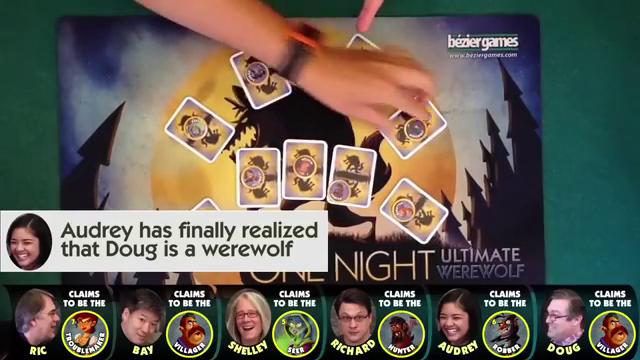 bézier games
www.beziergames.com
Audrey has finally realized
that Doug is a werewolf
ONE NIGHT
ULTIMATE
WEREWOLF
CLAIMS
TO BE THE
TROUBLEMAKER
RIC
CLAIMS
TO BE THE
VILLAGER
BAY
CLAIMS
TO BE THE
SEER
SHELLEY
CLAIMS
TO BE THE
HUNTER
RICHARD
CLAIMS
TO BE THE
ROBBER
AUDREY
CLAIMS
TO BE THE
VILLAGER
DOUG